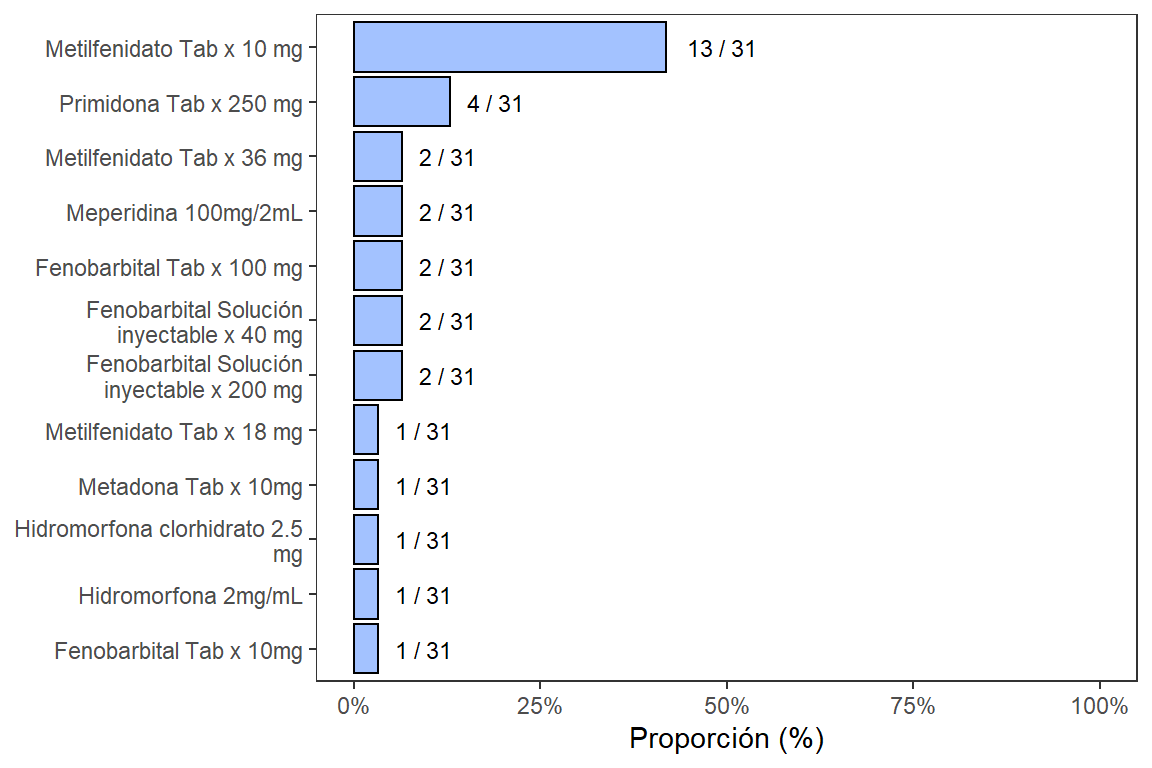 Metilfenidato Tab x 10 mg
13 / 31
Primidona Tab x 250 mg
4 / 31
Metilfenidato Tab x 36 mg
2 / 31
Meperidina 100mg/2mL
2 / 31
Fenobarbital Tab x 100 mg
2 / 31
Fenobarbital Solución
inyectable x 40 mg
2 / 31
Fenobarbital Solución
inyectable x 200 mg
2 / 31
Metilfenidato Tab x 18 mg
1 / 31
Metadona Tab x 10mg
1 / 31
Hidromorfona clorhidrato 2.5
mg
1 / 31
Hidromorfona 2mg/mL
1 / 31
Fenobarbital Tab x 10mg
1 / 31
0% 25% 50% 75% 100%
Proporción (%)